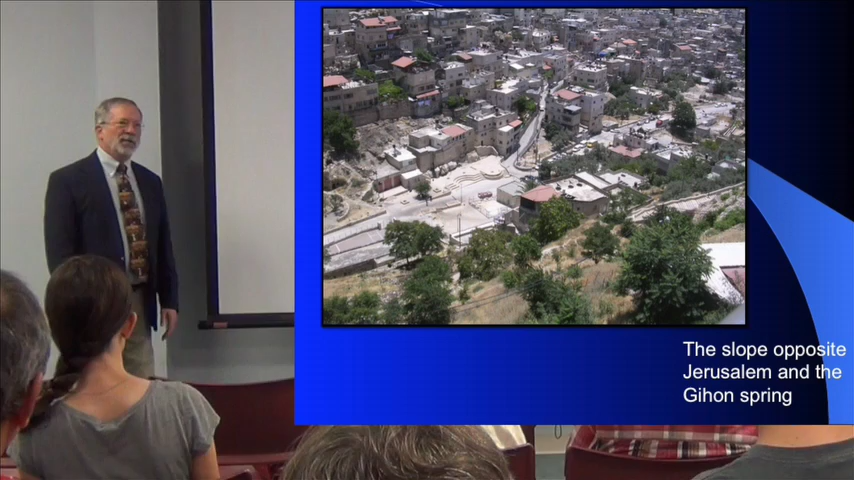 The slope opposite
Jerusalem and the
Gihon spring